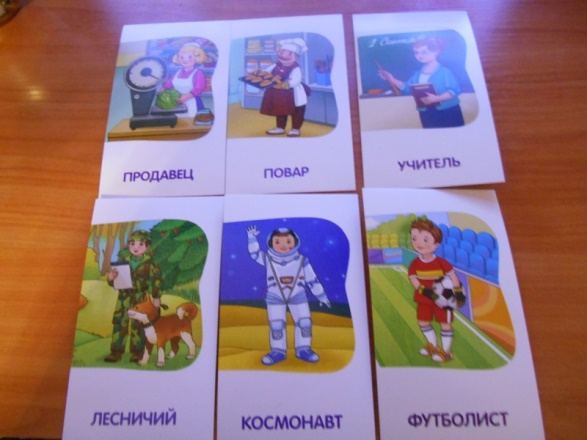 ПРОДАВЕЦ
ПОВАР
УЧИТЕЛЬ
ЛЕСНИЧИЙ
КОСМОНАВТ
ФУТБОЛИСТ